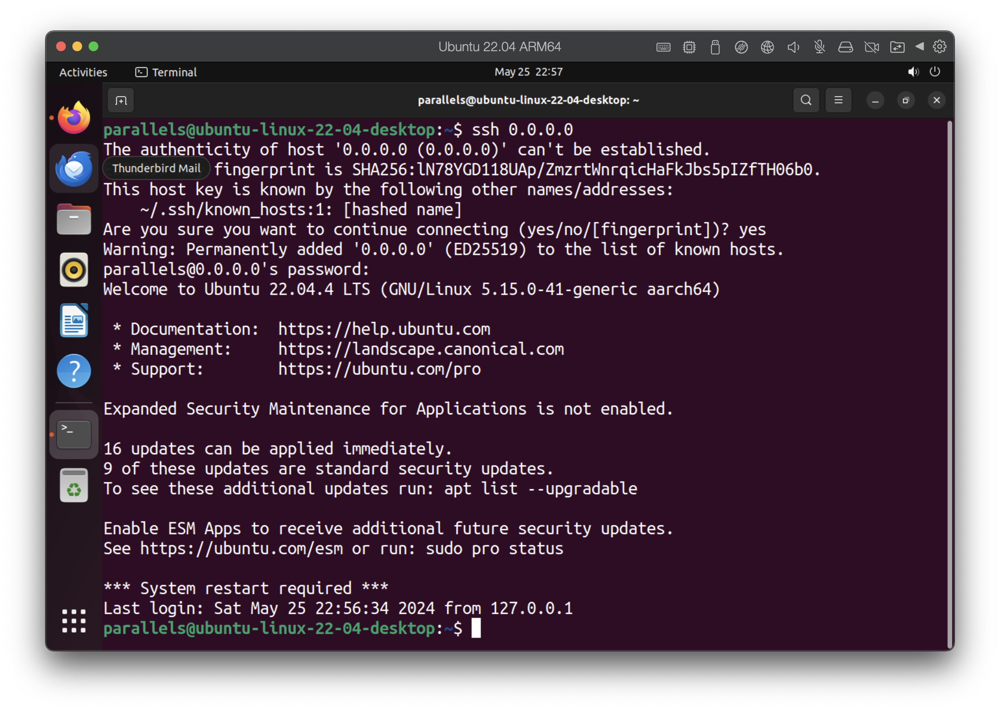 Ubuntu 22.04 ARM64
Activities
Terminal
May 25 22:57
parallels@ubuntu-linux-22-04-desktop: ~
parallels@ubuntu-linux-22-04-desktop:~$ ssh 0.0.0.0
The authenticity of host '0.0.0.0 (0.0.0.0)' can't be established.
Thunderbird Mail
fingerprint is SHA256:lN78YGD118UAp/ZmzrtWnrqicHaFkJbs5pIZfTH06b0.
This host key is known by the following other names/addresses:
    ~/.ssh/known_hosts:1: [hashed name]
Are you sure you want to continue connecting (yes/no/[fingerprint])? yes
Warning: Permanently added '0.0.0.0' (ED25519) to the list of known hosts.
parallels@0.0.0.0's password:
Welcome to Ubuntu 22.04.4 LTS (GNU/Linux 5.15.0-41-generic aarch64)
 * Documentation:  https://help.ubuntu.com
 * Management:     https://landscape.canonical.com
 * Support:        https://ubuntu.com/pro
Expanded Security Maintenance for Applications is not enabled.
16 updates can be applied immediately.
9 of these updates are standard security updates.
To see these additional updates run: apt list --upgradable
Enable ESM Apps to receive additional future security updates.
See https://ubuntu.com/esm or run: sudo pro status
*** System restart required ***
Last login: Sat May 25 22:56:34 2024 from 127.0.0.1
parallels@ubuntu-linux-22-04-desktop:~$